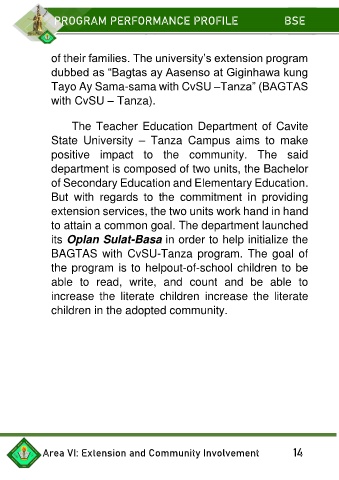 PROGRAM PERFORMANCE PROFILE BSE
of their families. The university's extension program
dubbed as “Bagtas ay Aasenso at Giginhawa kung
Tayo Ay Sama-sama with CvSU –Tanza” (BAGTAS
with CvSU – Tanza).
The Teacher Education Department of Cavite
State University – Tanza Campus aims to make
positive impact to the community. The said
department is composed of two units, the Bachelor
of Secondary Education and Elementary Education.
But with regards to the commitment in providing
extension services, the two units work hand in hand
to attain a common goal. The department launched
its Oplan Sulat-Basa in order to help initialize the
BAGTAS with CvSU-Tanza program. The goal of
the program is to helpout-of-school children to be
able to read, write, and count and be able to
increase the literate children increase the literate
children in the adopted community.
Area VI: Extension and Community Involvement 14